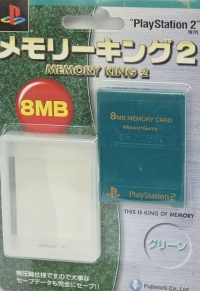 "PlayStation 2"
専用
メモリーキング2
MEMORY KING 2
8MB
8MB MEMORY CARD
MAGICGATE
PlayStation 2
THIS IS KING OF MEMORY
グリーン
セーブデータも完全にセーブ!!
Fujiwork Co., Ltd